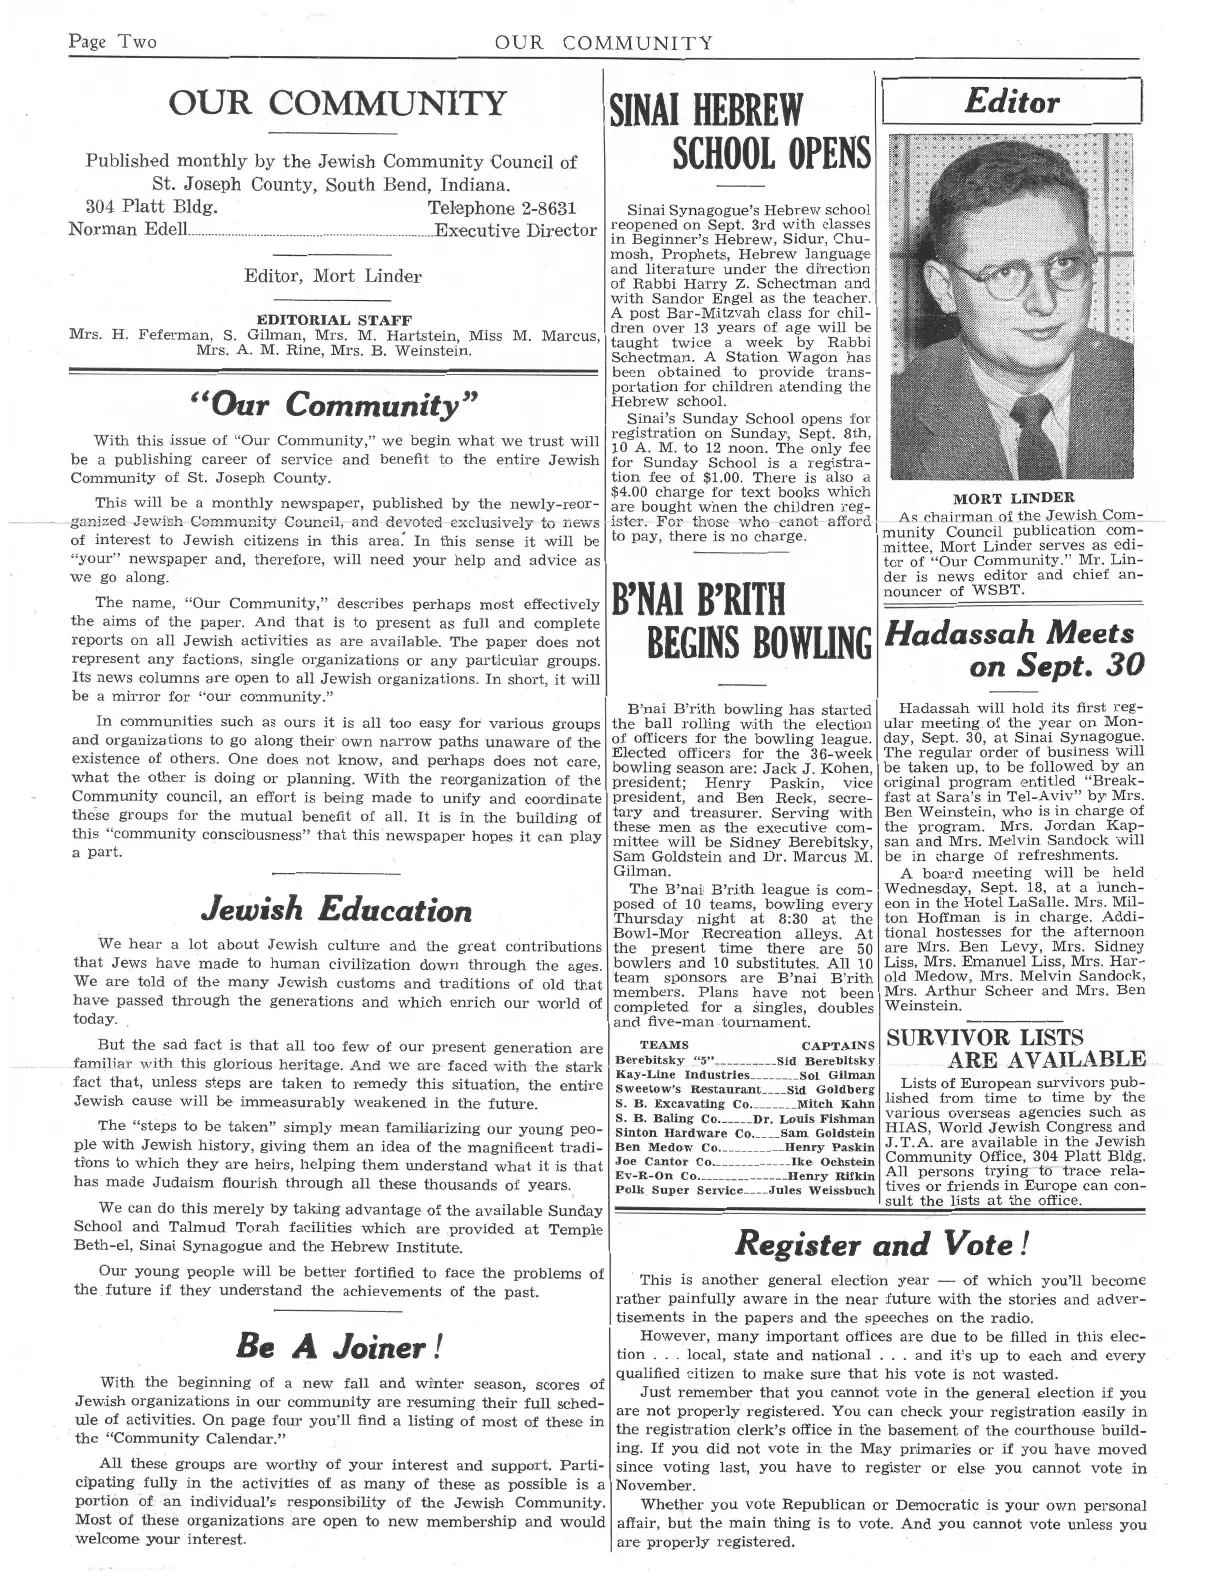 Page Two
OUR COMMUNITY
OUR COMMUNITY
Published monthly by the Jewish Community Council of
St. Joseph County, South Bend, Indiana.
304 Platt Bldg. Telephone 2-8631
Norman Edell....................Executive Director
Editor, Mort Linder
EDITORIAL STAFF
Mrs. H. Feferman, S. Gilman, Mrs. M. Hartstein, Miss M. Marcus,
Mrs. A. M. Rine, Mrs. B. Weinstein.
"Our Community"
With this issue of "Our Community," we begin what we trust will
be a publishing career of service and benefit to the entire Jewish
Community of St. Joseph County.
This will be a monthly newspaper, published by the newly-reor-
ganized Jewish Community Council, and devoted exclusively to news
of interest to Jewish citizens in this area. In this sense it will be
"your" newspaper and, therefore, will need your help and advice as
we go along.
The name, "Our Community," describes perhaps most effectively
the aims of the paper. And that is to present as full and complete
reports on all Jewish activities as are available. The paper does not
represent any factions, single organizations or any particular groups.
Its news columns are open to all Jewish organizations. In short, it will
be a mirror for "our community."
In communities such as ours it is all too easy for various groups
and organizations to go along their own narrow paths unaware of the
existence of others. One does not know, and perhaps does not care,
what the other is doing or planning. With the reorganization of the
Community council, an effort is being made to unify and coordinate
these groups for the mutual benefit of all. It is in the building of
this "community consciousness" that this newspaper hopes it can play
a part.
Jewish Education
We hear a lot about Jewish culture and the great contributions
that Jews have made to human civilization down through the ages.
We are told of the many Jewish customs and traditions of old that
have passed through the generations and which enrich our world of
today.
But the sad fact is that all too few of our present generation are
familiar with this glorious heritage. And we are faced with the stark
fact that, unless steps are taken to remedy this situation, the entire
Jewish cause will be immeasurably weakened in the future.
The "steps to be taken" simply mean familiarizing our young peo-
ple with Jewish history, giving them an idea of the magnificent tradi-
tions to which they are heirs, helping them understand what it is that
has made Judaism flourish through all these thousands of years.
We can do this merely by taking advantage of the available Sunday
School and Talmud Torah facilities which are provided at Temple
Beth-el, Sinai Synagogue and the Hebrew Institute.
Our young people will be better fortified to face the problems of
the future if they understand the achievements of the past.
Be A Joiner!
With the beginning of a new fall and winter season, scores of
Jewish organizations in our community are resuming their full sched-
ule of activities. On page four you'll find a listing of most of these in
the "Community Calendar."
All these groups are worthy of your interest and support. Parti-
cipating fully in the activities of as many of these as possible is a
portion of an individual's responsibility of the Jewish Community.
Most of these organizations are open to new membership and would
welcome your interest.
SINAI HEBREW
SCHOOL OPENS
Sinai Synagogue's Hebrew school
reopened on Sept. 3rd with classes
in Beginner's Hebrew, Sidur, Chu-
mosh, Prophets, Hebrew language
and literature under the direction
of Rabbi Harry Z. Schectman and
with Sandor Engel as the teacher.
A post Bar-Mitzvah class for chil-
dren over 13 years of age will be
taught twice a week by Rabbi
Schectman. A Station Wagon has
been obtained to provide trans-
portation for children atending the
Hebrew school.
Sinai's Sunday School opens for
registration on Sunday, Sept. 8th,
10 A. M. to 12 noon. The only fee
for Sunday School is a registra-
tion fee of $1.00. There is also a
$4.00 charge for text books which
are bought when the children reg-
ister. For those who canot afford
to pay, there is no charge.
B'NAI B'RITH
BEGINS BOWLING
B'nai B'rith bowling has started
the ball rolling with the election
of officers for the bowling league.
Elected officers for the 36-week
bowling season are: Jack J. Kohen,
president; Henry Paskin, vice
president, and Ben Reck, secre-
tary and treasurer. Serving with
these men as the executive com-
mittee will be Sidney Berebitsky,
Sam Goldstein and Dr. Marcus M.
Gilman.
The B'nai B'rith league is com-
posed of 10 teams, bowling every
Thursday night at 8:30 at the
Bowl-Mor Recreation alleys. At
the present time there are 50
bowlers and 10 substitutes. All 10
team sponsors are B'nai B'rith
members. Plans have not been
completed for a singles, doubles
and five-man tournament.
TEAMS CAPTAINS
Berebitsky "5"__________Sid Berebitsky
Kay-Line Industries________Sol Gilman
Sweetow's Restaurant____Sid Goldberg
S. B. Excavating Co._______Mitch Kahn
S. B. Baling Co._____Dr. Louis Fishman
Sinton Hardware Co.____Sam Goldstein
Ben Medow Co.___________Henry Paskin
Joe Cantor Co.____________Ike Ochstein
Ev-R-On Co.______________Henry Rifkin
Polk Super Service____Jules Weissbuch
Editor
MORT LINDER
As chairman of the Jewish Com-
munity Council publication com-
mittee, Mort Linder serves as edi-
tor of "Our Community." Mr. Lin-
der is news editor and chief an-
nouncer of WSBT.
Hadassah Meets
on Sept. 30
Hadassah will hold its first reg-
ular meeting of the year on Mon-
day, Sept. 30, at Sinai Synagogue.
The regular order of business will
be taken up, to be followed by an
original program entitled "Break-
fast at Sara's in Tel-Aviv" by Mrs.
Ben Weinstein, who is in charge of
the program. Mrs. Jordan Kap-
san and Mrs. Melvin Sandock will
be in charge of refreshments.
A board meeting will be held
Wednesday, Sept. 18, at a lunch-
eon in the Hotel LaSalle. Mrs. Mil-
ton Hoffman is in charge. Addi-
tional hostesses for the afternoon
are Mrs. Ben Levy, Mrs. Sidney
Liss, Mrs. Emanuel Liss, Mrs. Har-
old Medow, Mrs. Melvin Sandock,
Mrs. Arthur Scheer and Mrs. Ben
Weinstein.
SURVIVOR LISTS
ARE AVAILABLE
Lists of European survivors pub-
lished from time to time by the
various overseas agencies such as
HIAS, World Jewish Congress and
J.T.A. are available in the Jewish
Community Office, 304 Platt Bldg.
All persons trying to trace rela-
tives or friends in Europe can con-
sult the lists at the office.
Register and Vote!
This is another general election year — of which you'll become
rather painfully aware in the near future with the stories and adver-
tisements in the papers and the speeches on the radio.
However, many important offices are due to be filled in this elec-
tion . . . local, state and national . . . and it's up to each and every
qualified citizen to make sure that his vote is not wasted.
Just remember that you cannot vote in the general election if you
are not properly registered. You can check your registration easily in
the registration clerk's office in the basement of the courthouse build-
ing. If you did not vote in the May primaries or if you have moved
since voting last, you have to register or else you cannot vote in
November.
Whether you vote Republican or Democratic is your own personal
affair, but the main thing is to vote. And you cannot vote unless you
are properly registered.